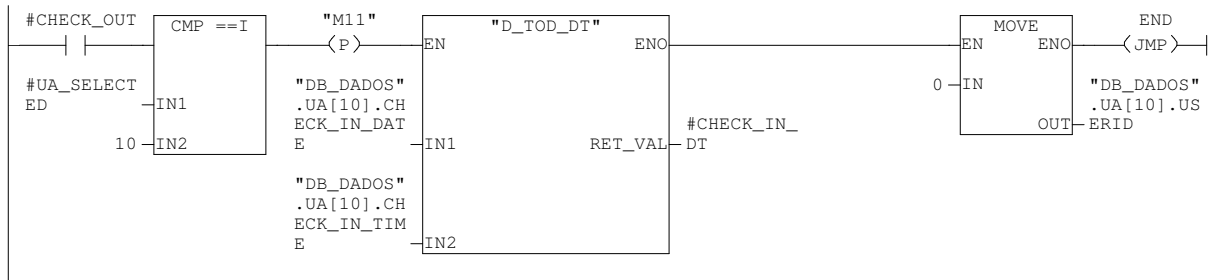 #CHECK_OUT
CMP ==I
"M11"
"D_TOD_DT"
MOVE
END
P
EN
ENO
EN
ENO
JMP
#UA_SELECT
ED
IN1
10
IN2
"DB_DADOS"
.UA[10].CH
ECK_IN_DAT
E
IN1
"DB_DADOS"
.UA[10].CH
ECK_IN_TIM
E
IN2
RET_VAL
#CHECK_IN_
DT
0
IN
OUT
"DB_DADOS"
.UA[10].US
ERID